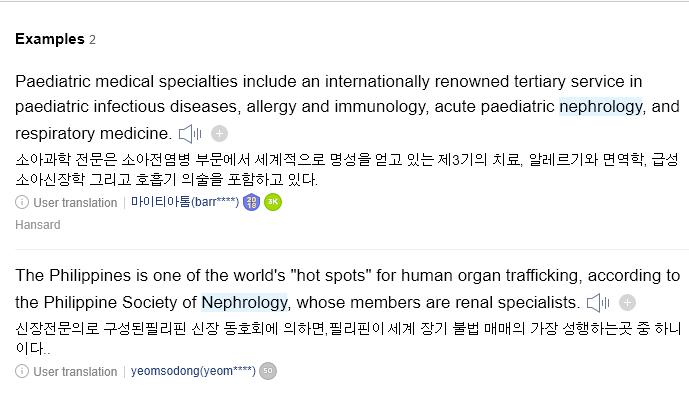 Examples 2
Paediatric medical specialties include an internationally renowned tertiary service in
paediatric infectious diseases, allergy and immunology, acute paediatric nephrology, and
respiratory medicine.
소아과학 전문은 소아전염병 부문에서 세계적으로 명성을 얻고 있는 제3기의 치료, 알레르기와 면역학, 급성
소아신장학 그리고 호흡기 의술을 포함하고 있다.
User translation | 마이티아톰(barr****) 2018 3K
Hansard
The Philippines is one of the world's "hot spots" for human organ trafficking, according to
the Philippine Society of Nephrology, whose members are renal specialists.
신장전문의로 구성된필리핀 신장 동호회에 의하면,필리핀이 세계 장기 불법 매매의 가장 성행하는곳 중 하니
이다..
User translation | yeomsodong(yeom****) 50